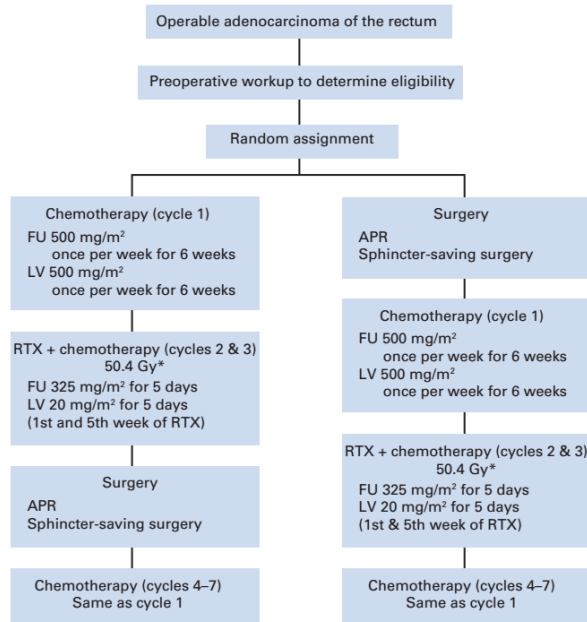 Operable adenocarcinoma of the rectum
Preoperative workup to determine eligibility
Random assignment
Chemotherapy (cycle 1)
FU 500 mg/m²
once per week for 6 weeks
LV 500 mg/m²
once per week for 6 weeks
RTX + chemotherapy (cycles 2 & 3)
50.4 Gy*
FU 325 mg/m² for 5 days
LV 20 mg/m² for 5 days
(1st and 5th week of RTX)
Surgery
APR
Sphincter-saving surgery
Chemotherapy (cycles 4–7)
Same as cycle 1
Surgery
APR
Sphincter-saving surgery
Chemotherapy (cycle 1)
FU 500 mg/m²
once per week for 6 weeks
LV 500 mg/m²
once per week for 6 weeks
RTX + chemotherapy (cycles 2 & 3)
50.4 Gy*
FU 325 mg/m² for 5 days
LV 20 mg/m² for 5 days
(1st & 5th week of RTX)
Chemotherapy (cycles 4–7)
Same as cycle 1